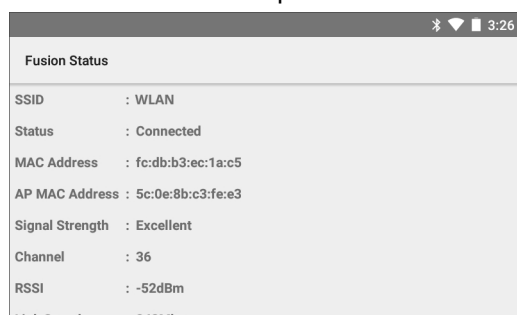 3:26
Fusion Status
SSID : WLAN
Status : Connected
MAC Address : fc:db:b3:ec:1a:c5
AP MAC Address : 5c:0e:8b:c3:fe:e3
Signal Strength : Excellent
Channel : 36
RSSI : -52dBm